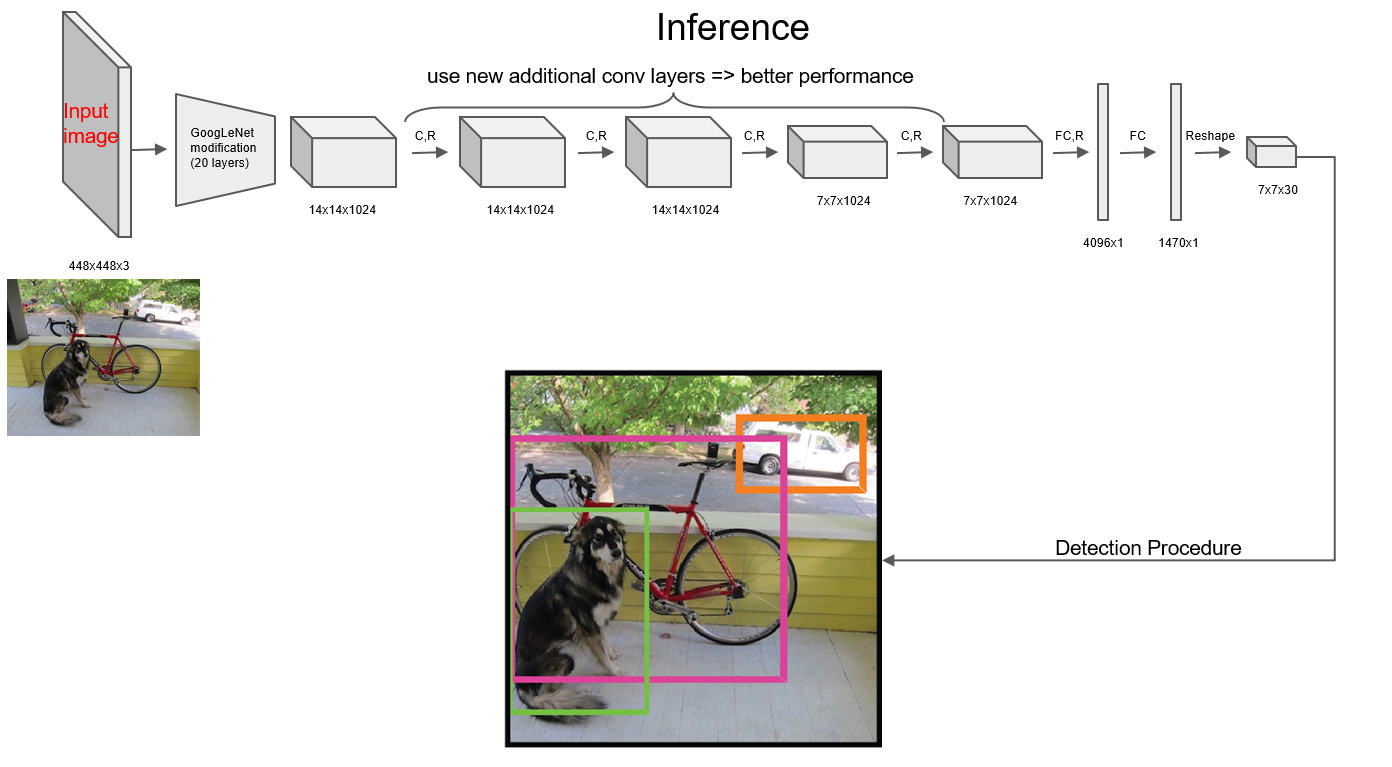 Inference
use new additional conv layers => better performance
Input
image
GoogLeNet
modification
(20 layers)
C,R
C,R
C,R
C,R
FC,R
FC
Reshape
448x448x3
14x14x1024
14x14x1024
14x14x1024
7x7x1024
7x7x1024
4096x1
1470x1
7x7x30
Detection Procedure